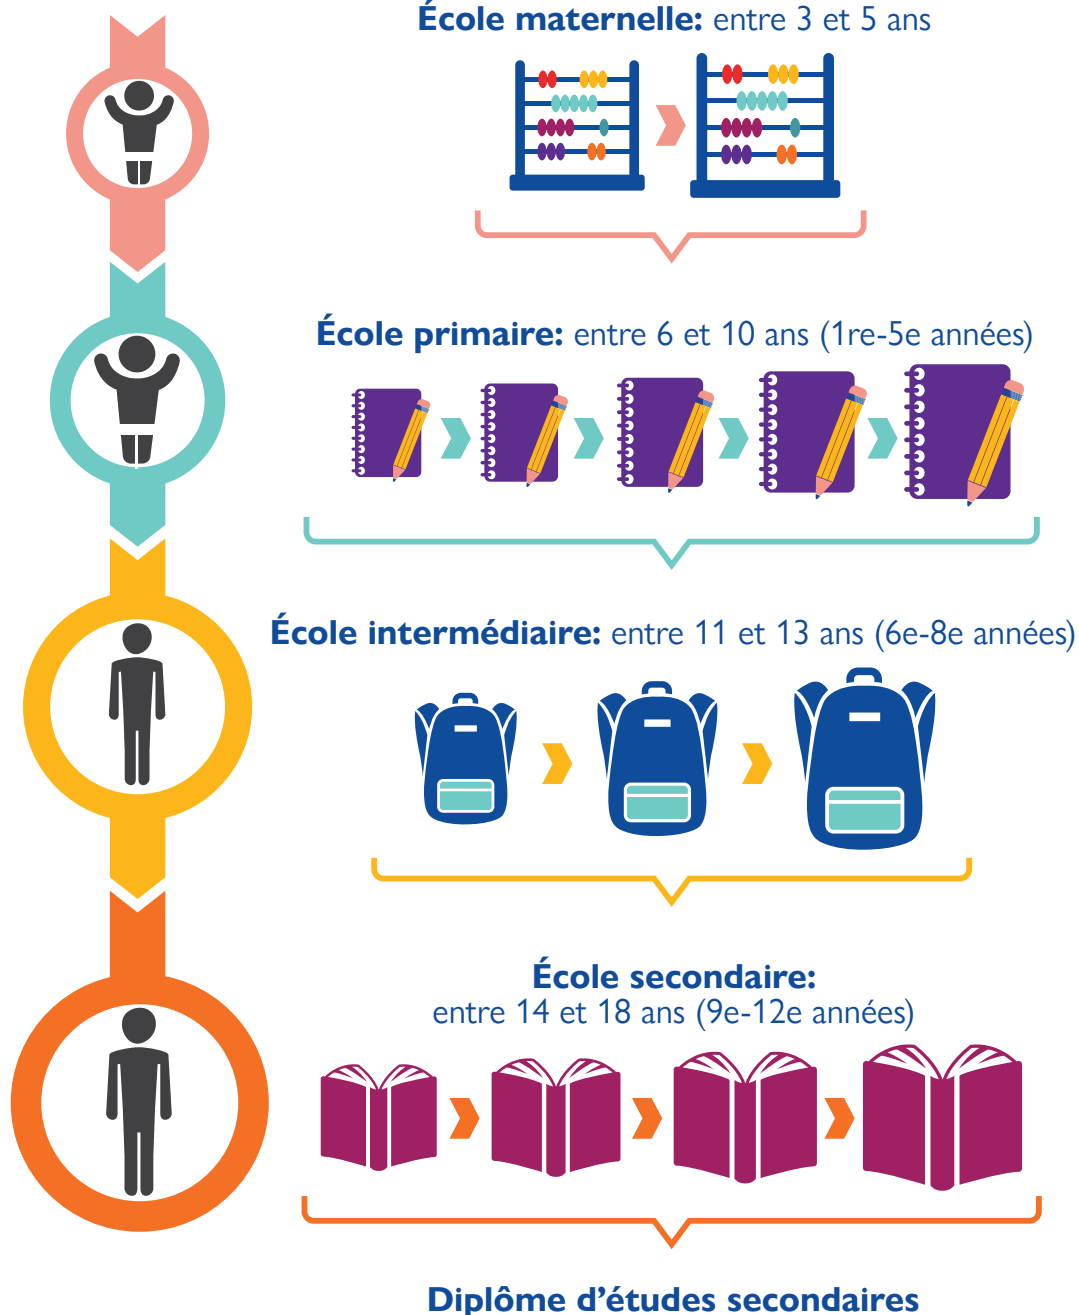 École maternelle: entre 3 et 5 ans
École primaire: entre 6 et 10 ans (1re-5e années)
École intermédiaire: entre 11 et 13 ans (6e-8e années)
École secondaire:
entre 14 et 18 ans (9e-12e années)
Diplôme d’études secondaires